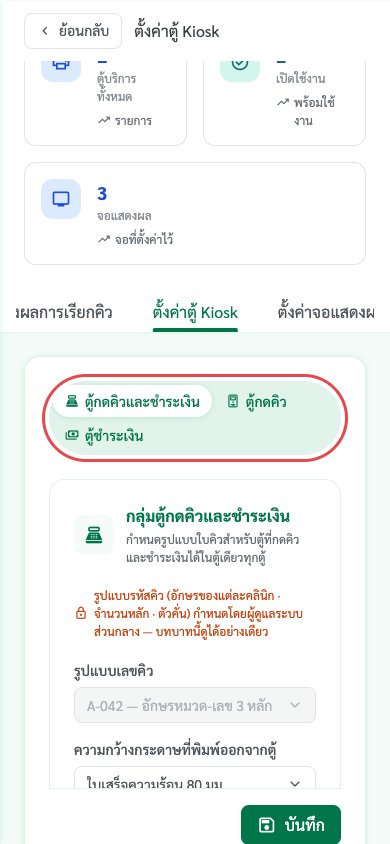 ย้อนกลับ ตั้งค่าตู้ Kiosk
ตู้บริการ
ทั้งหมด
รายการ
เปิดใช้งาน
พร้อมใช้
งาน
3
จอแสดงผล
จอที่ตั้งค่าไว้
งผลการเรียกคิว ตั้งค่าตู้ Kiosk ตั้งค่าจอแสดงผ
ตู้กดคิวและชำระเงิน ตู้กดคิว
ตู้ชำระเงิน
กลุ่มตู้กดคิวและชำระเงิน
กำหนดรูปแบบใบคิวสำหรับตู้ที่กดคิว
และชำระเงินได้ในตู้เดียวทุกตู้
รูปแบบรหัสคิว (อักษรของแต่ละคลินิก ·
จำนวนหลัก · ตัวคั่น) กำหนดโดยผู้ดูแลระบบ
ส่วนกลาง — บทบาทนี้ดูได้อย่างเดียว
รูปแบบเลขคิว
A-042 — อักษรหมวด-เลข 3 หลัก
ความกว้างกระดาษที่พิมพ์ออกจากตู้
ใบเสร็จความร้อน 80 มม
บันทึก